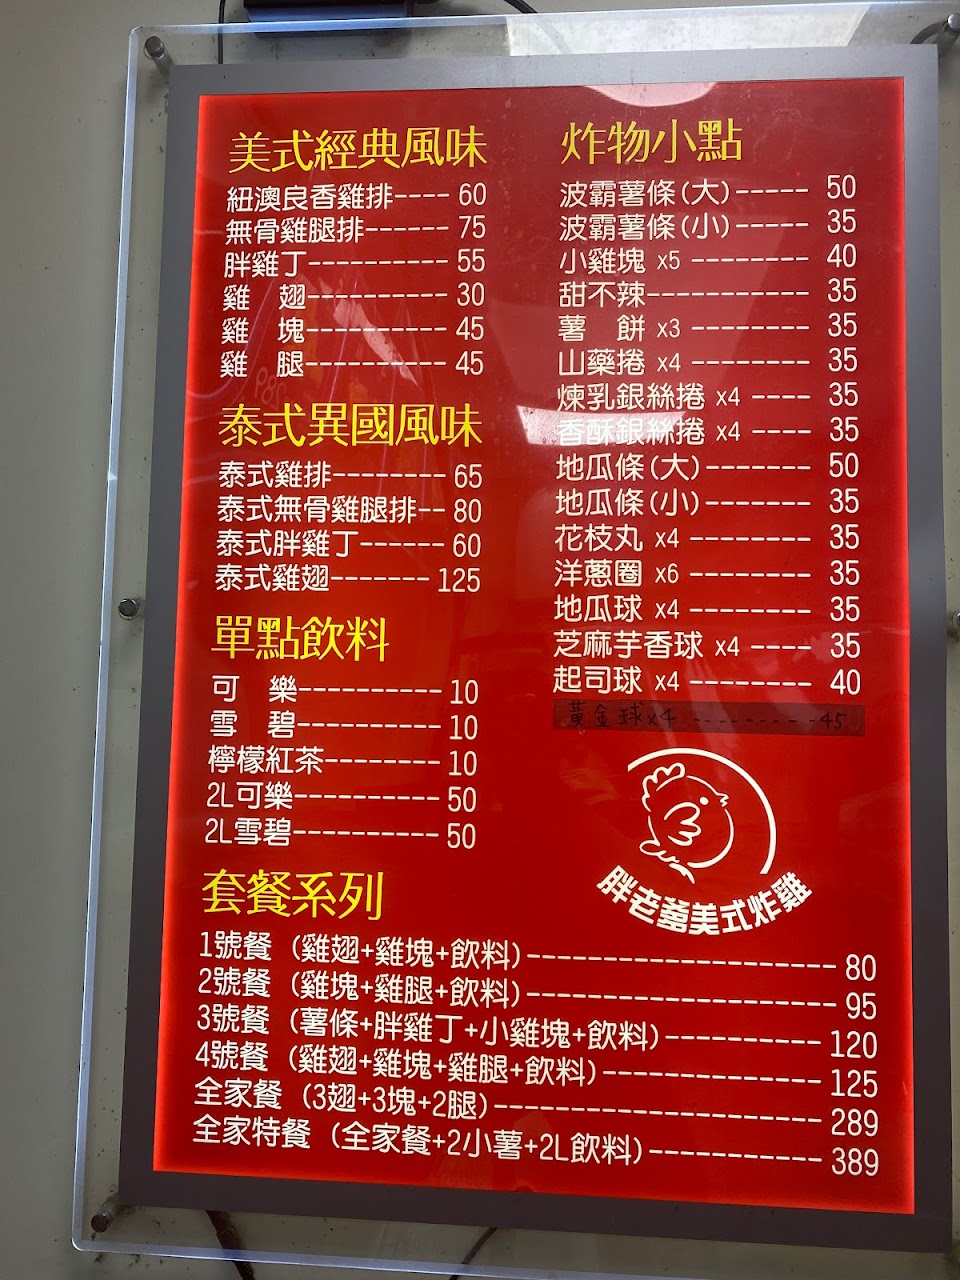 美式經典風味
紐澳良香雞排---- 60
無骨雞腿排------ 75
胖雞丁---------- 55
雞 翅---------- 30
雞 塊---------- 45
雞 腿---------- 45
泰式異國風味
泰式雞排-------- 65
泰式無骨雞腿排-- 80
泰式胖雞丁------ 60
泰式雞翅------- 125
單點飲料
可 樂---------- 10
雪 碧---------- 10
檸檬紅茶-------- 10
2L可樂---------- 50
2L雪碧---------- 50
炸物小點
波霸薯條(大)----- 50
波霸薯條(小)----- 35
小雞塊 x5 -------- 40
甜不辣----------- 35
薯 餅 x3 -------- 35
山藥捲 x4 -------- 35
煉乳銀絲捲 x4 ---- 35
香酥銀絲捲 x4 ---- 35
地瓜條(大)------- 50
地瓜條(小)------- 35
花枝丸 x4 -------- 35
洋蔥圈 x6 -------- 35
地瓜球 x4 -------- 35
芝麻芋香球 x4 ---- 35
起司球 x4 -------- 40
黃金球x4 ---------45
胖老爹美式炸雞
套餐系列
1號餐 (雞翅+雞塊+飲料)-------------------- 80
2號餐 (雞塊+雞腿+飲料)-------------------- 95
3號餐 (薯條+胖雞丁+小雞塊+飲料)---------- 120
4號餐 (雞翅+雞塊+雞腿+飲料)-------------- 125
全家餐 (3翅+3塊+2腿)--------------------- 289
全家特餐 (全家餐+2小薯+2L飲料)----------- 389